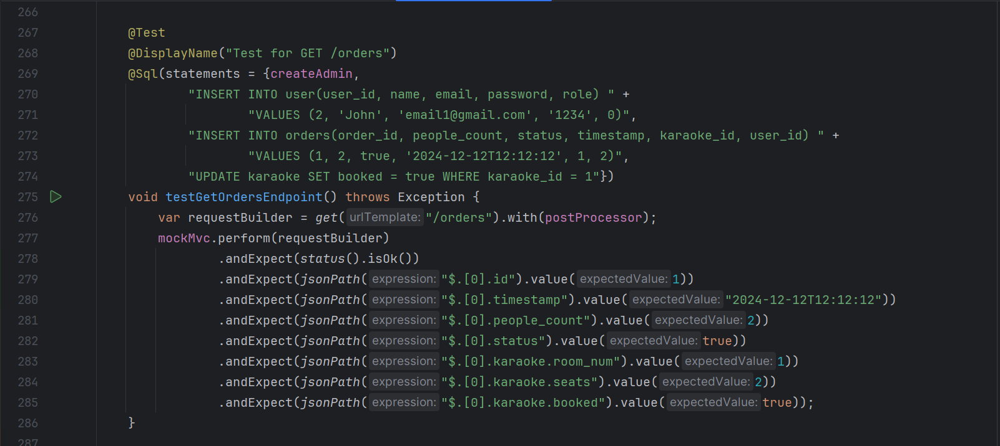 266
267 @Test
268 @DisplayName("Test for GET /orders")
269 @Sql(statements = {createAdmin,
270 "INSERT INTO user(user_id, name, email, password, role) " +
271 "VALUES (2, 'John', 'email1@gmail.com', '1234', 0)",
272 "INSERT INTO orders(order_id, people_count, status, timestamp, karaoke_id, user_id) " +
273 "VALUES (1, 2, true, '2024-12-12T12:12:12', 1, 2)",
274 "UPDATE karaoke SET booked = true WHERE karaoke_id = 1"})
275 void testGetOrdersEndpoint() throws Exception {
276 var requestBuilder = get( urlTemplate: "/orders").with(postProcessor);
277 mockMvc.perform(requestBuilder)
278 .andExpect(status().isOk())
279 .andExpect(jsonPath( expression: "$.[0].id").value( expectedValue: 1))
280 .andExpect(jsonPath( expression: "$.[0].timestamp").value( expectedValue: "2024-12-12T12:12:12"))
281 .andExpect(jsonPath( expression: "$.[0].people_count").value( expectedValue: 2))
282 .andExpect(jsonPath( expression: "$.[0].status").value( expectedValue: true))
283 .andExpect(jsonPath( expression: "$.[0].karaoke.room_num").value( expectedValue: 1))
284 .andExpect(jsonPath( expression: "$.[0].karaoke.seats").value( expectedValue: 2))
285 .andExpect(jsonPath( expression: "$.[0].karaoke.booked").value( expectedValue: true));
286 }
287